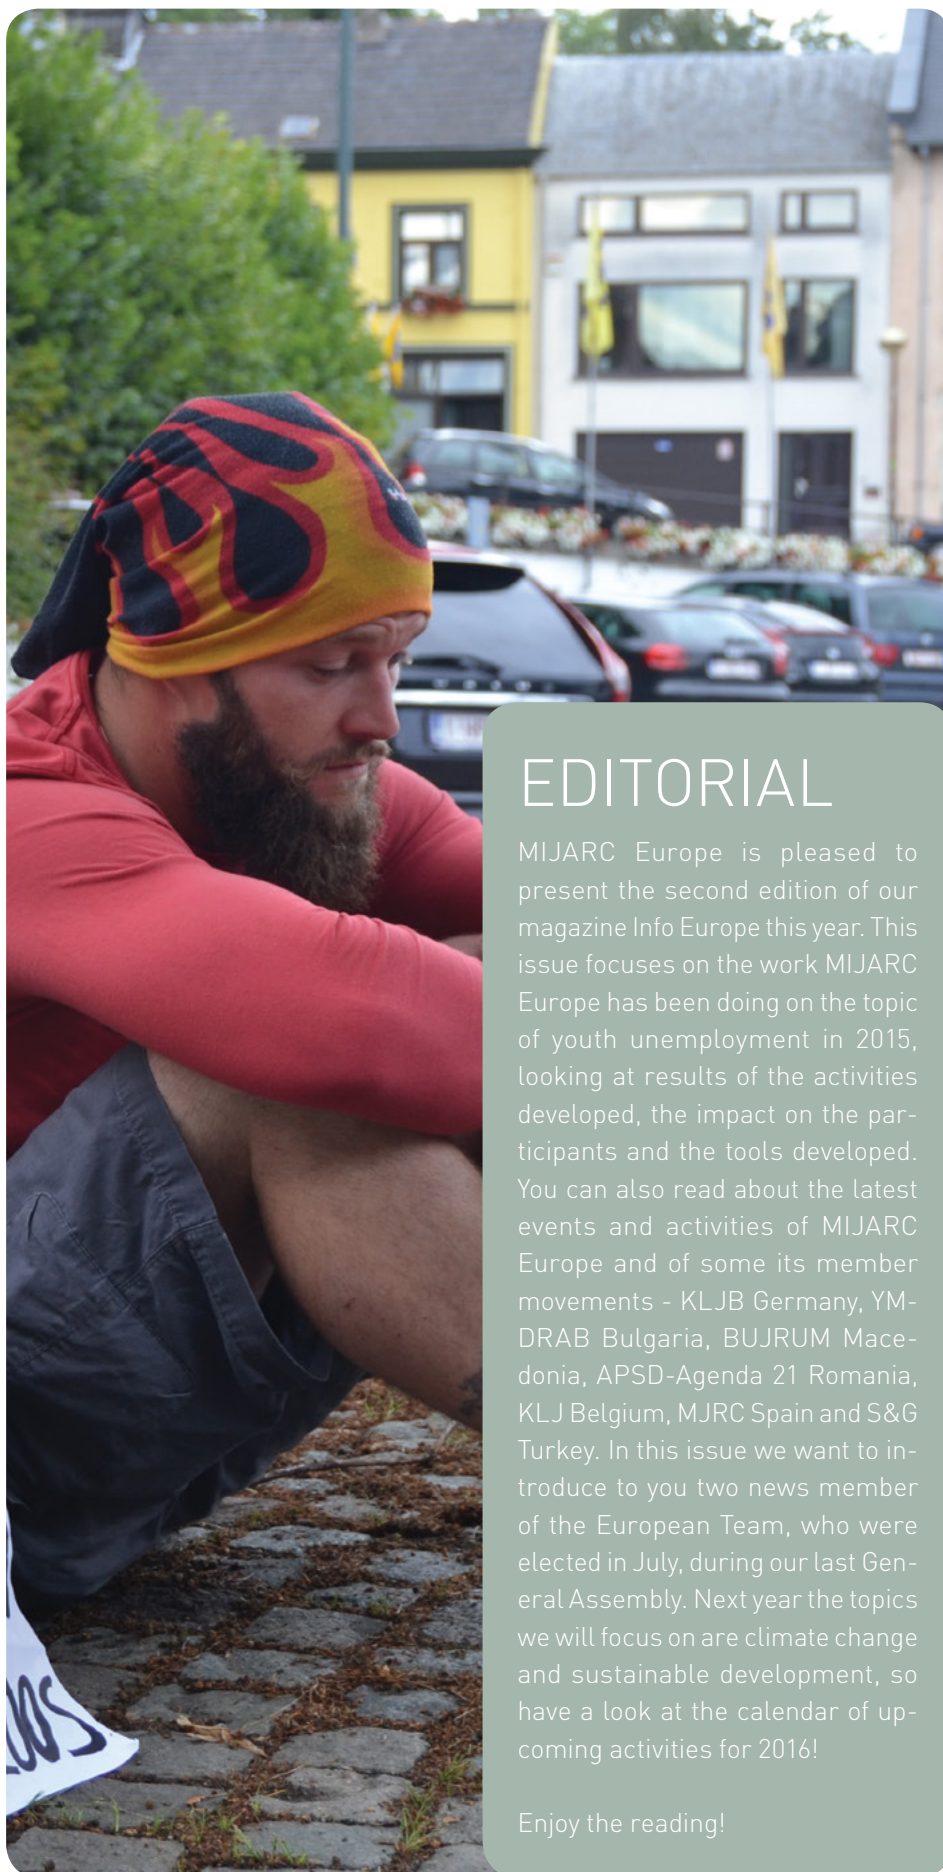 EDITORIAL
MIJARC Europe is pleased to
present the second edition of our
magazine Info Europe this year. This
issue focuses on the work MIJARC
Europe has been doing on the topic
of youth unemployment in 2015,
looking at results of the activities
developed, the impact on the par-
ticipants and the tools developed.
You can also read about the latest
events and activities of MIJARC
Europe and of some its member
movements - KLJB Germany, YM-
DRAB Bulgaria, BUJRUM Mace-
donia, APSD-Agenda 21 Romania,
KLJ Belgium, MJRC Spain and S&G
Turkey. In this issue we want to in-
troduce to you two news member
of the European Team, who were
elected in July, during our last Gen-
eral Assembly. Next year the topics
we will focus on are climate change
and sustainable development, so
have a look at the calendar of up-
coming activities for 2016!
Enjoy the reading!